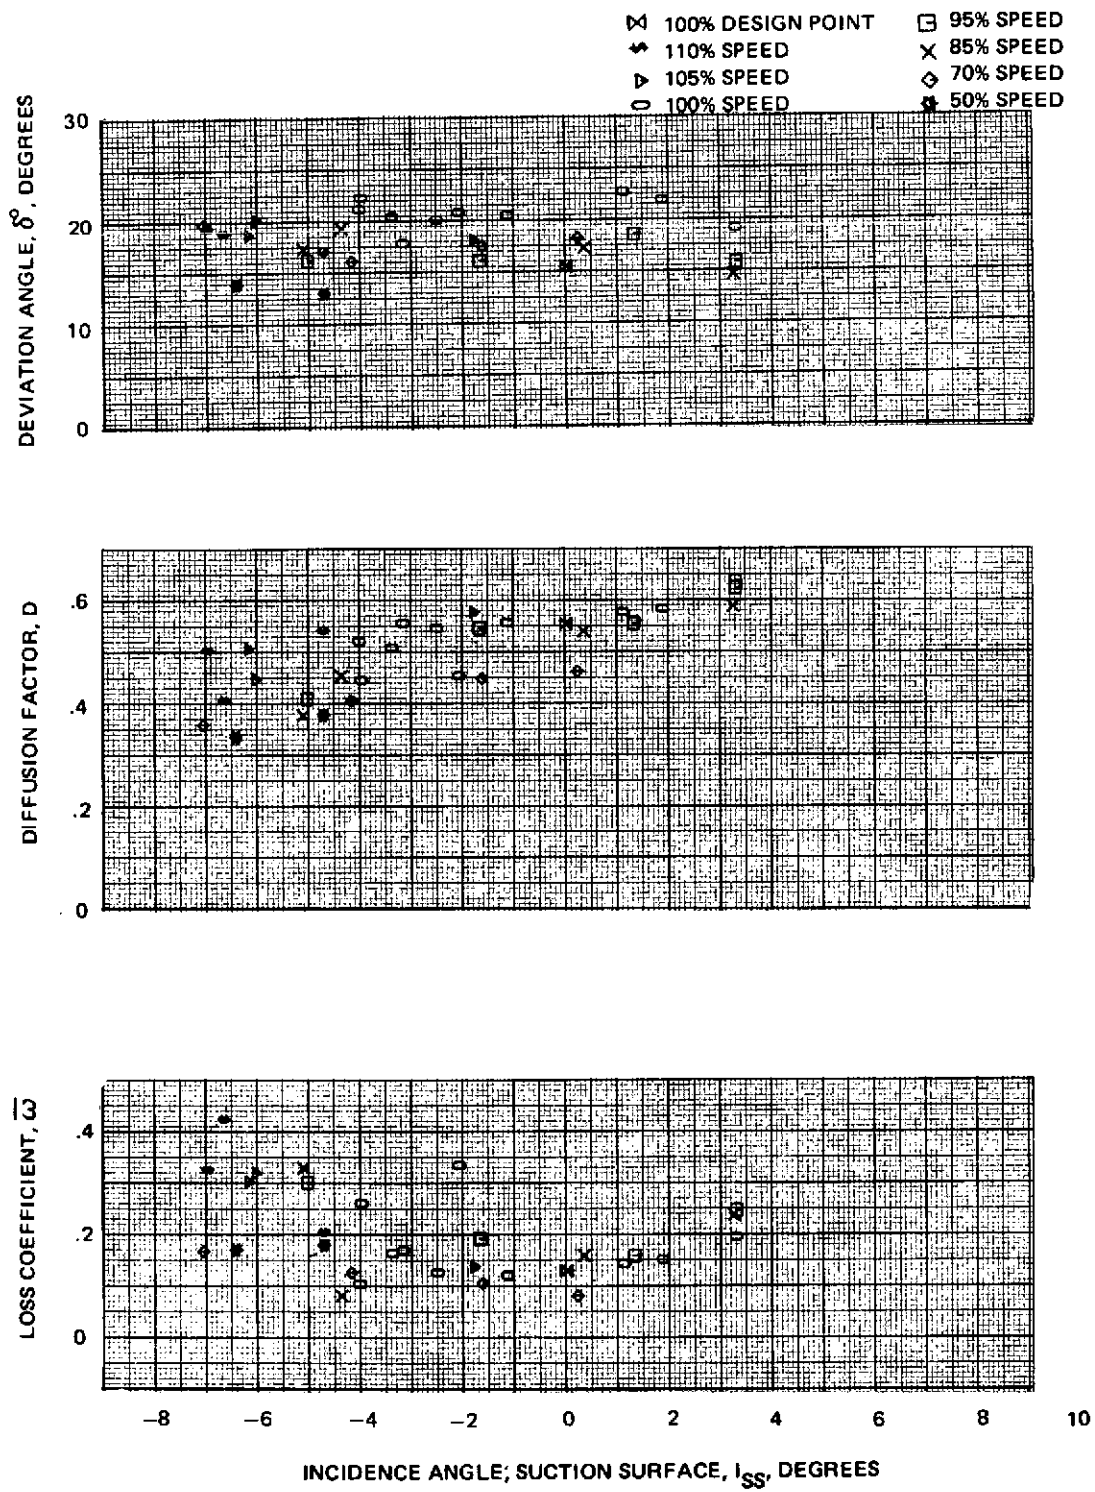 100% DESIGN POINT
110% SPEED
105% SPEED
100% SPEED
95% SPEED
85% SPEED
70% SPEED
50% SPEED
DEVIATION ANGLE, δ°, DEGREES
30
20
10
0
DIFFUSION FACTOR, D
.6
.4
.2
0
LOSS COEFFICIENT, ω̅
.4
.2
0
−8 −6 −4 −2 0 2 4 6 8 10
INCIDENCE ANGLE; SUCTION SURFACE, iSS, DEGREES